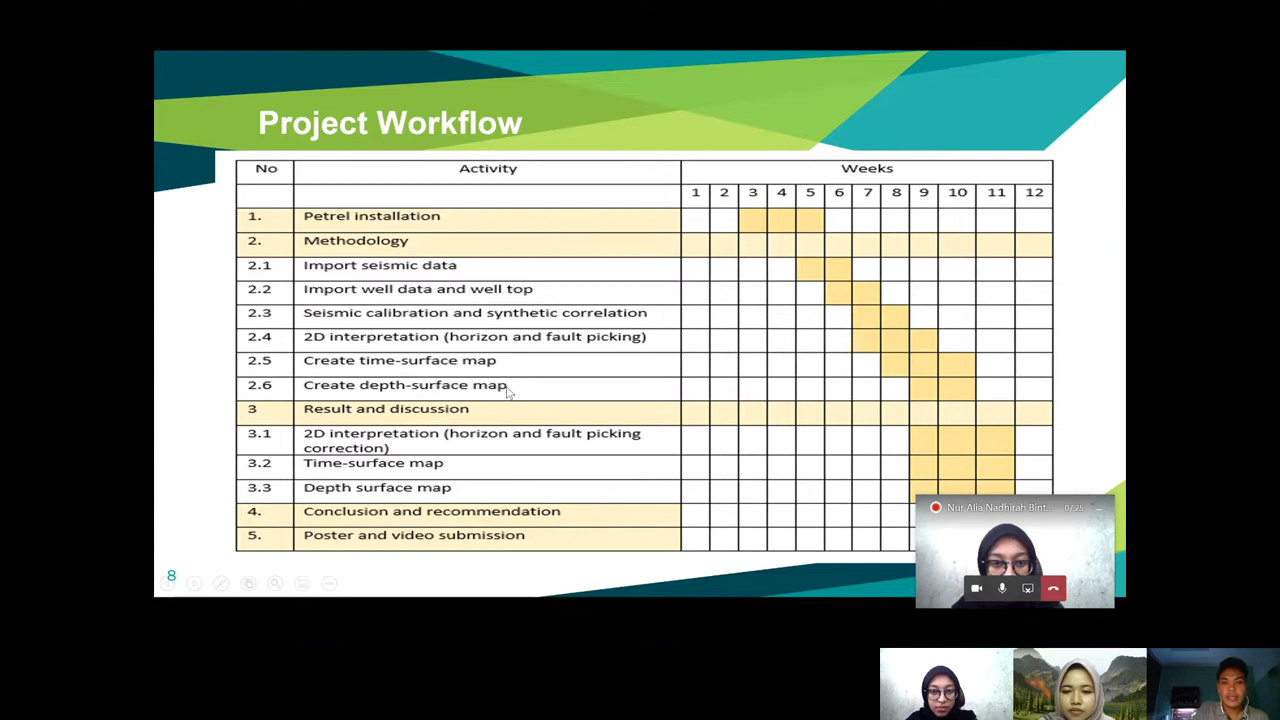 Project Workflow
No Activity Weeks
1 2 3 4 5 6 7 8 9 10 11 12
1. Petrel installation
2. Methodology
2.1 Import seismic data
2.2 Import well data and well top
2.3 Seismic calibration and synthetic correlation
2.4 2D interpretation (horizon and fault picking)
2.5 Create time-surface map
2.6 Create depth-surface map
3 Result and discussion
3.1 2D interpretation (horizon and fault picking
correction)
3.2 Time-surface map
3.3 Depth surface map
4. Conclusion and recommendation
5. Poster and video submission
Nur Alia Nadhirah Bint... 07:25
8